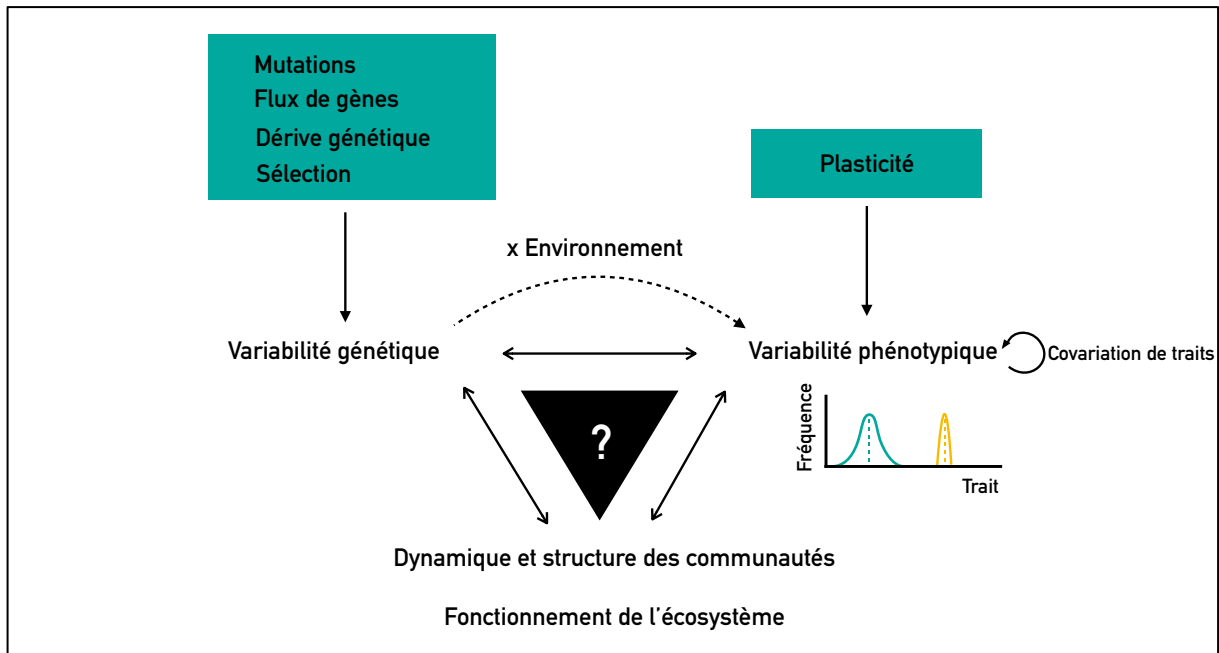 Mutations
Flux de gènes
Dérive génétique
Sélection
Plasticité
x Environnement
Variabilité génétique
Variabilité phénotypique
Covariation de traits
?
Fréquence
Trait
Dynamique et structure des communautés
Fonctionnement de l'écosystème